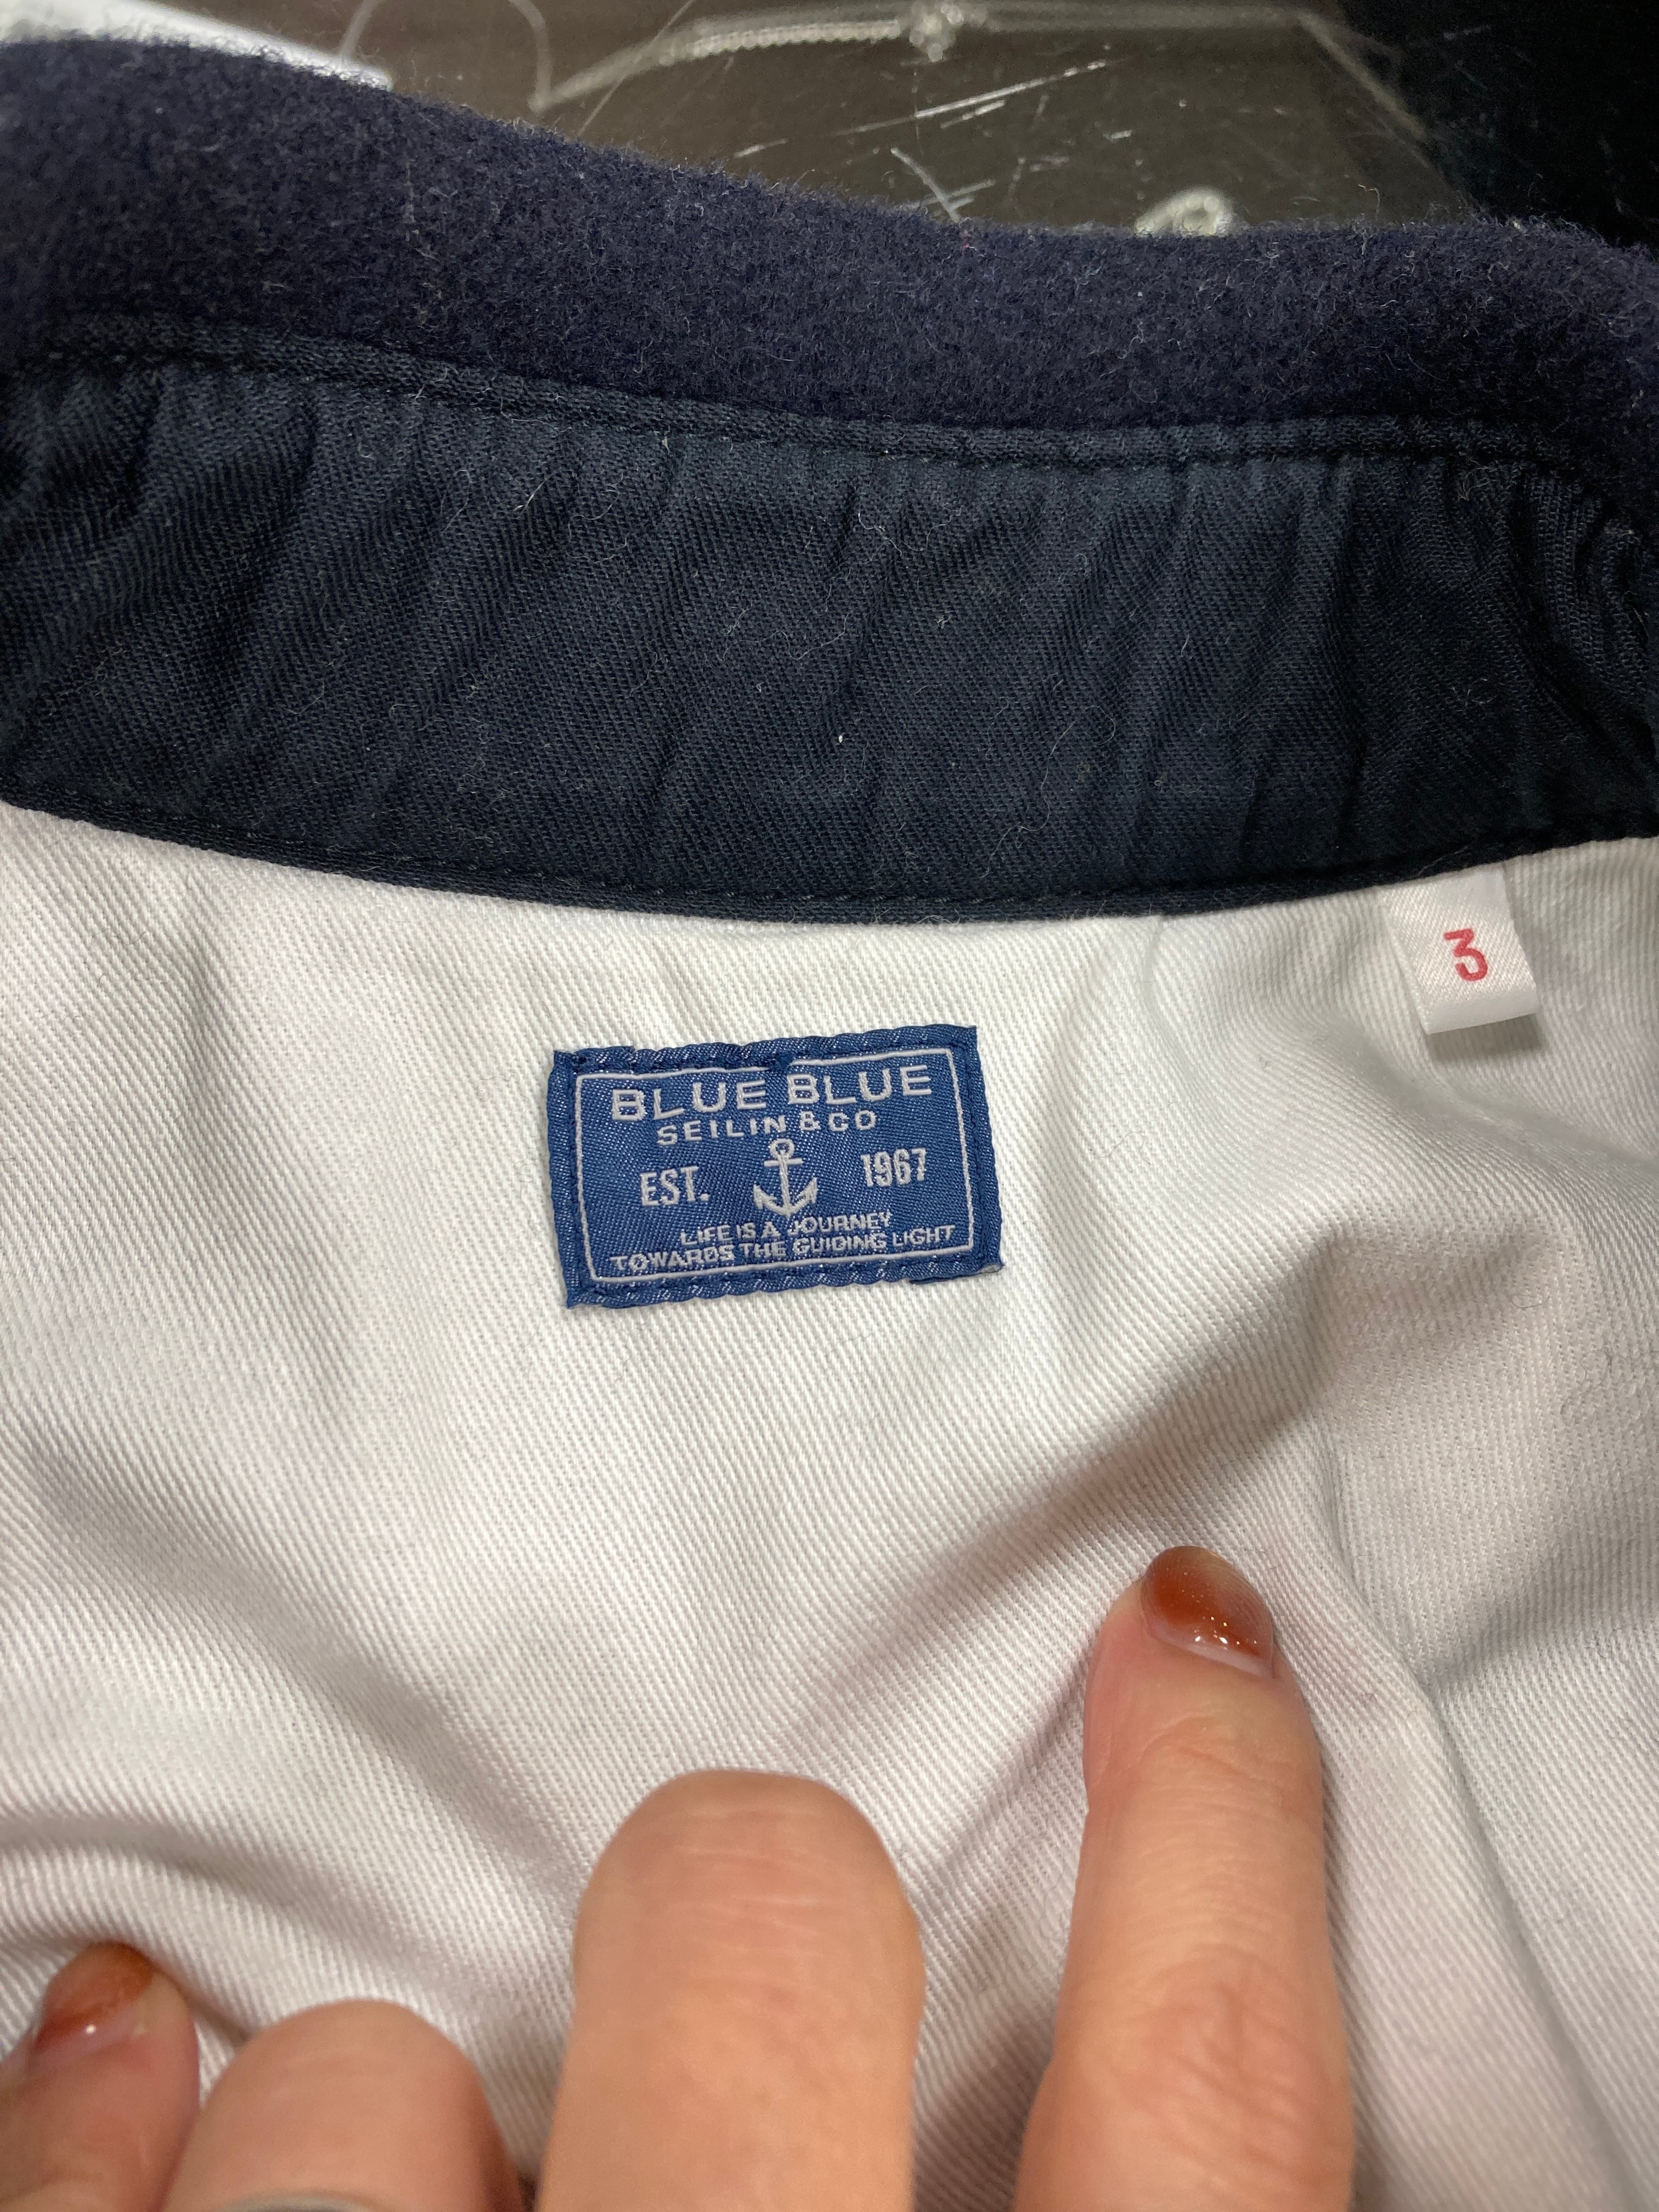 3
BLUE BLUE
SEILIN & CO
EST. 1967
LIFE IS A JOURNEY
TOWARDS THE GUIDING LIGHT